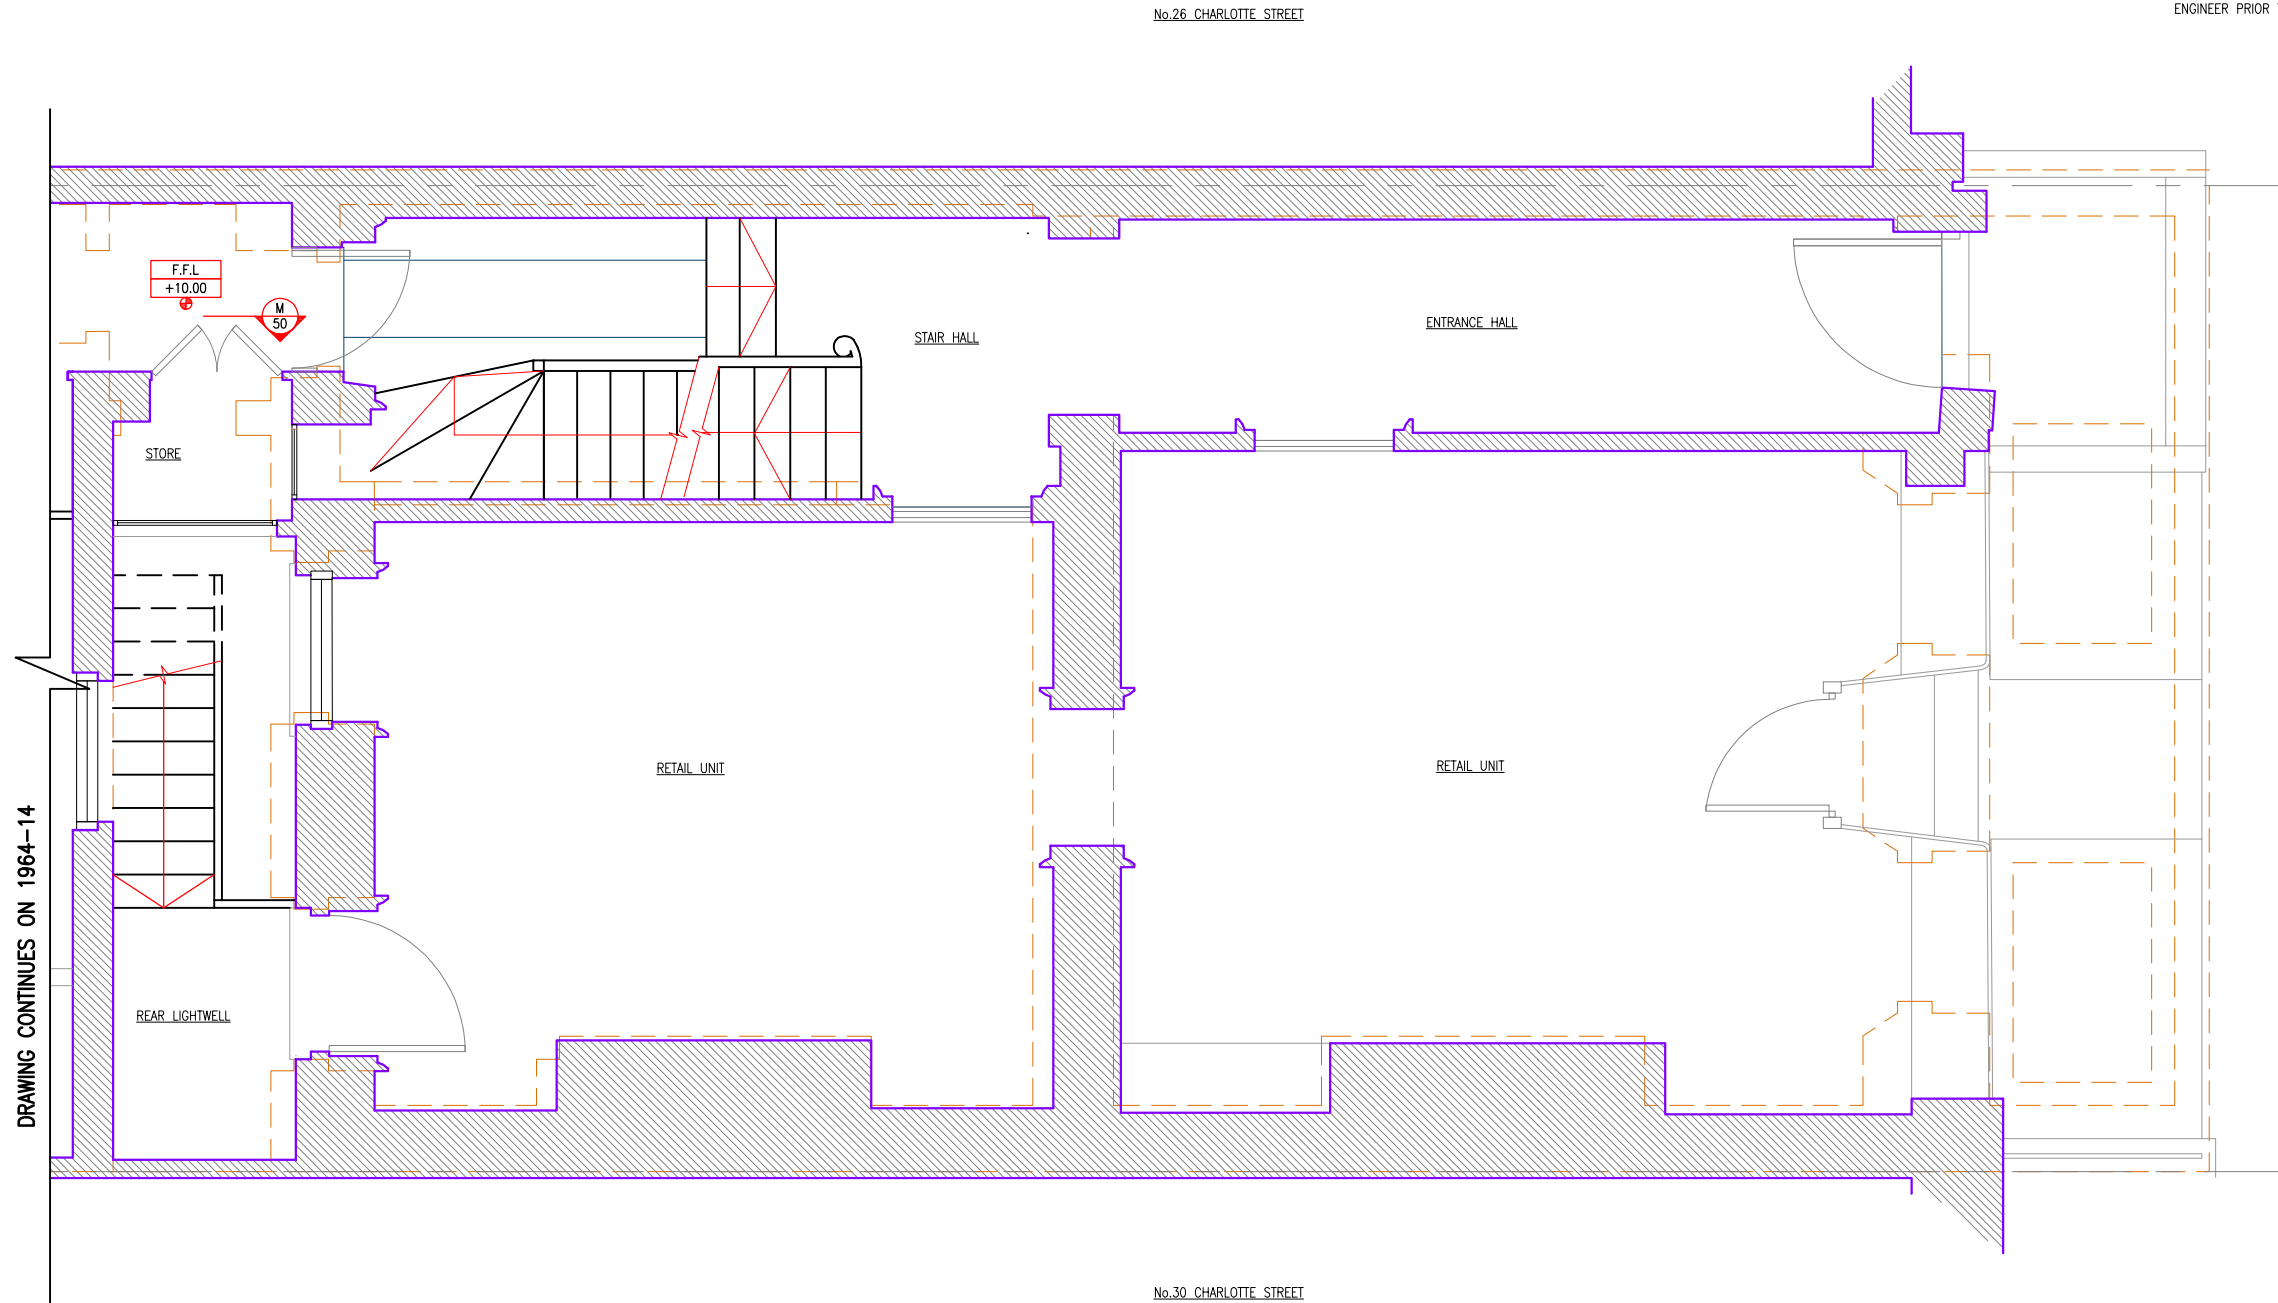 No.26 CHARLOTTE STREET
ENGINEER PRIOR
F.F.L
+10.00
M
50
STAIR HALL
ENTRANCE HALL
STORE
RETAIL UNIT
RETAIL UNIT
DRAWING CONTINUES ON 1964-14
REAR LIGHTWELL
No.30 CHARLOTTE STREET